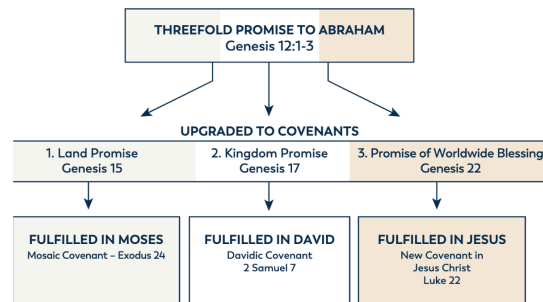 THREEFOLD PROMISE TO ABRAHAM
Genesis 12:1-3
UPGRADED TO COVENANTS
1. Land Promise
Genesis 15
2. Kingdom Promise
Genesis 17
3. Promise of Worldwide Blessing
Genesis 22
FULFILLED IN MOSES
Mosaic Covenant – Exodus 24
FULFILLED IN DAVID
Davidic Covenant
2 Samuel 7
FULFILLED IN JESUS
New Covenant in
Jesus Christ
Luke 22